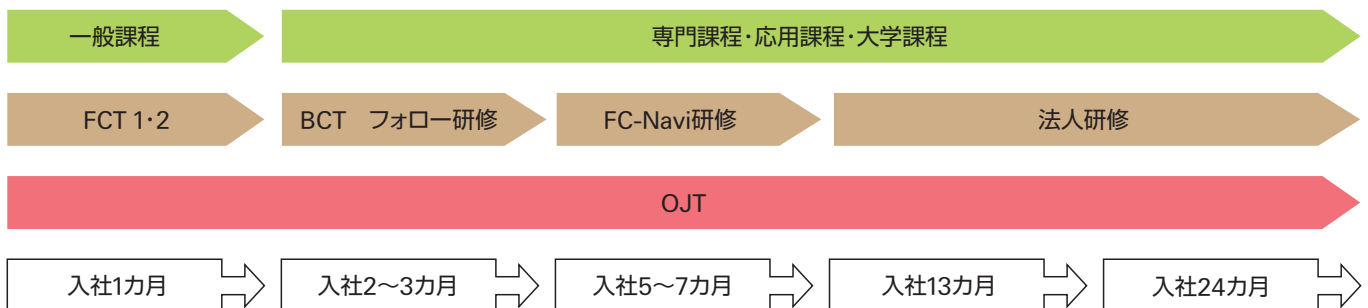 一般課程
専門課程・応用課程・大学課程
FCT 1・2
BCT　フォロー研修
FC-Navi研修
法人研修
OJT
入社1カ月
入社2〜3カ月
入社5〜7カ月
入社13カ月
入社24カ月